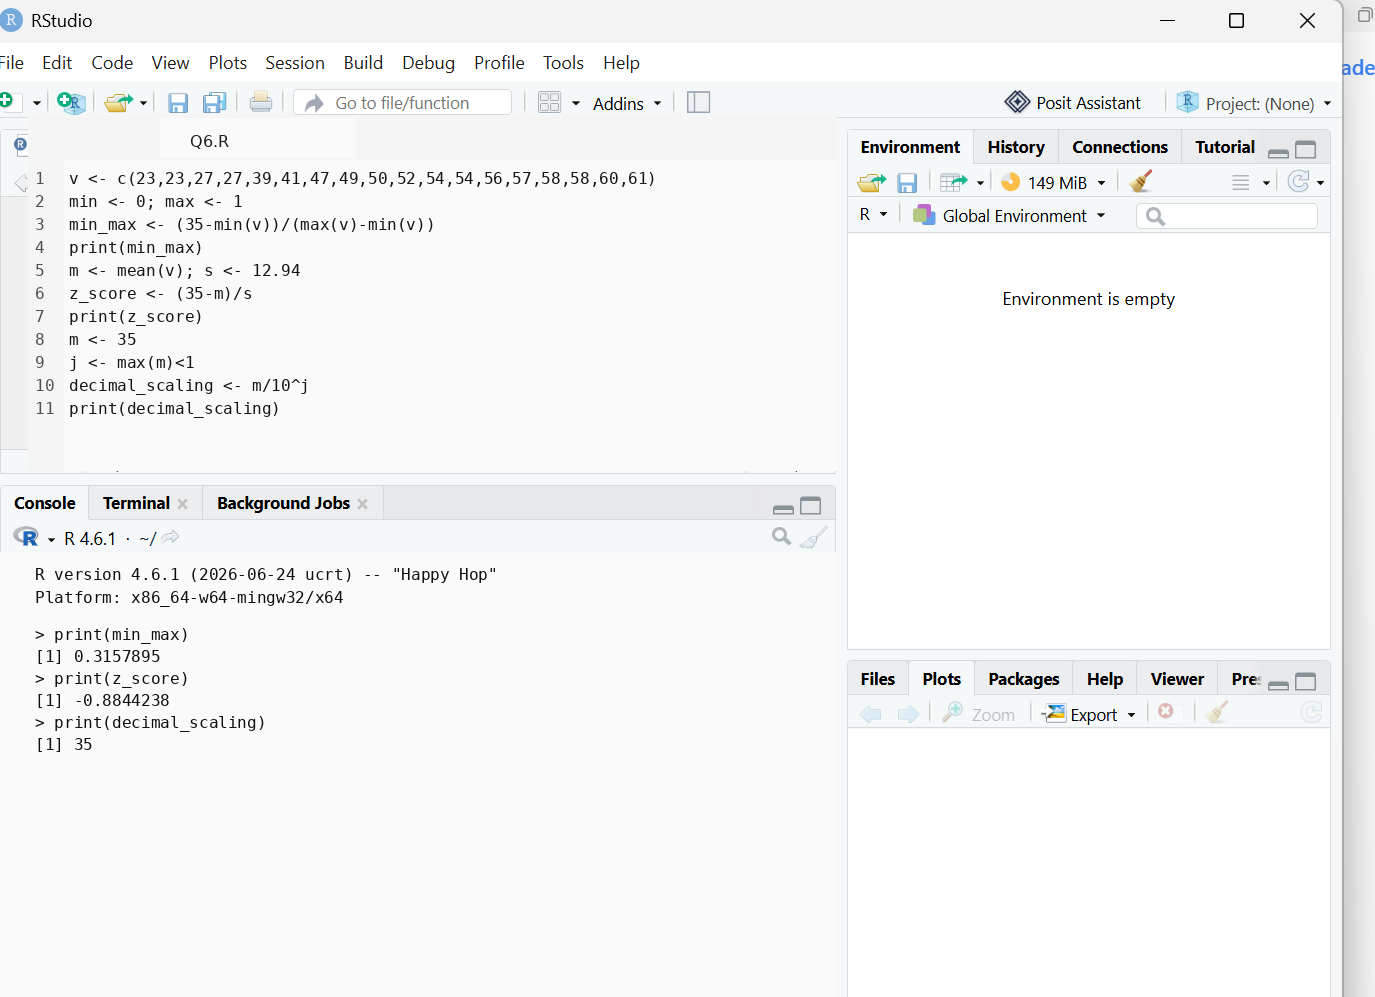 RStudio
File Edit Code View Plots Session Build Debug Profile Tools Help
ade
Go to file/function
Addins
Posit Assistant
Project: (None)
Q6.R
1 v <- c(23,23,27,27,39,41,47,49,50,52,54,54,56,57,58,58,60,61)
2 min <- 0; max <- 1
3 min_max <- (35-min(v))/(max(v)-min(v))
4 print(min_max)
5 m <- mean(v); s <- 12.94
6 z_score <- (35-m)/s
7 print(z_score)
8 m <- 35
9 j <- max(m)<1
10 decimal_scaling <- m/10^j
11 print(decimal_scaling)
Console Terminal Background Jobs
R 4.6.1 · ~/
R version 4.6.1 (2026-06-24 ucrt) -- "Happy Hop"
Platform: x86_64-w64-mingw32/x64
> print(min_max)
[1] 0.3157895
> print(z_score)
[1] -0.8844238
> print(decimal_scaling)
[1] 35
Environment History Connections Tutorial
149 MiB
R Global Environment
Environment is empty
Files Plots Packages Help Viewer Pres
Zoom Export